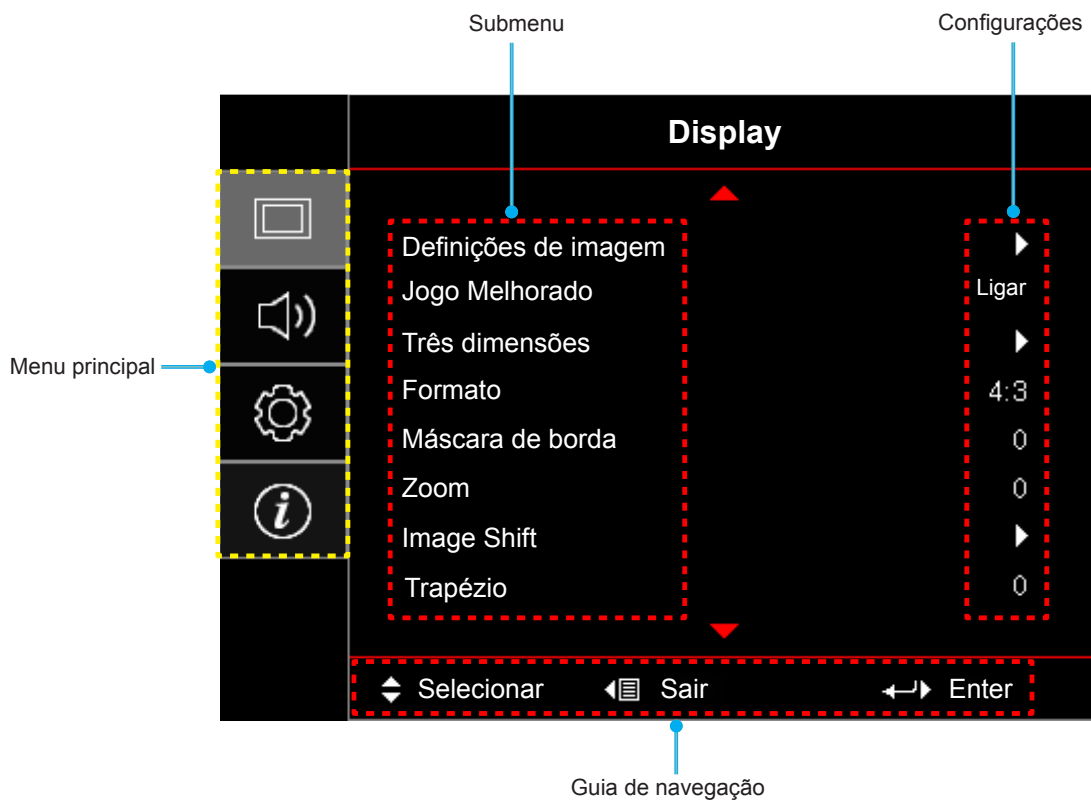 Submenu
Configurações
Display
Definições de imagem
Jogo Melhorado
Ligar
Três dimensões
Menu principal
Formato
4:3
Máscara de borda
0
Zoom
0
Image Shift
Trapézio
0
Selecionar
Sair
Enter
Guia de navegação